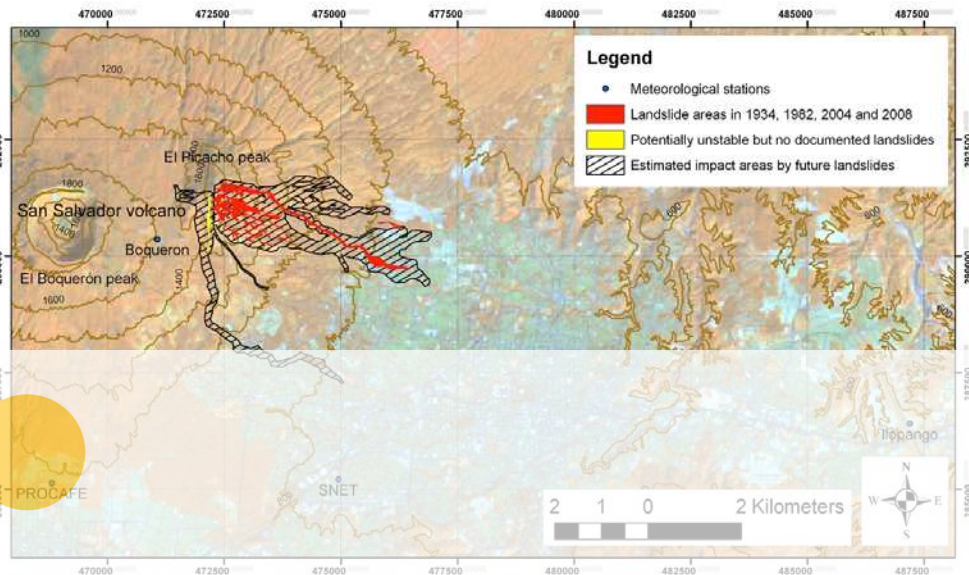 470000 472500 475000 477500 480000 482500 485000 487500
Legend
Meteorological stations
Landslide areas in 1934, 1982, 2004 and 2008
Potentially unstable but no documented landslides
Estimated impact areas by future landslides
1000
1200
El Picacho peak
1600
1800
San Salvador volcano
1400
Boqueron
El Boquerón peak
1400
1600
600
600
PROCAFE
SNET
Ilopango
2 1 0 2 Kilometers
N
W E
S
470000 472500 475000 477500 480000 482500 485000 487500